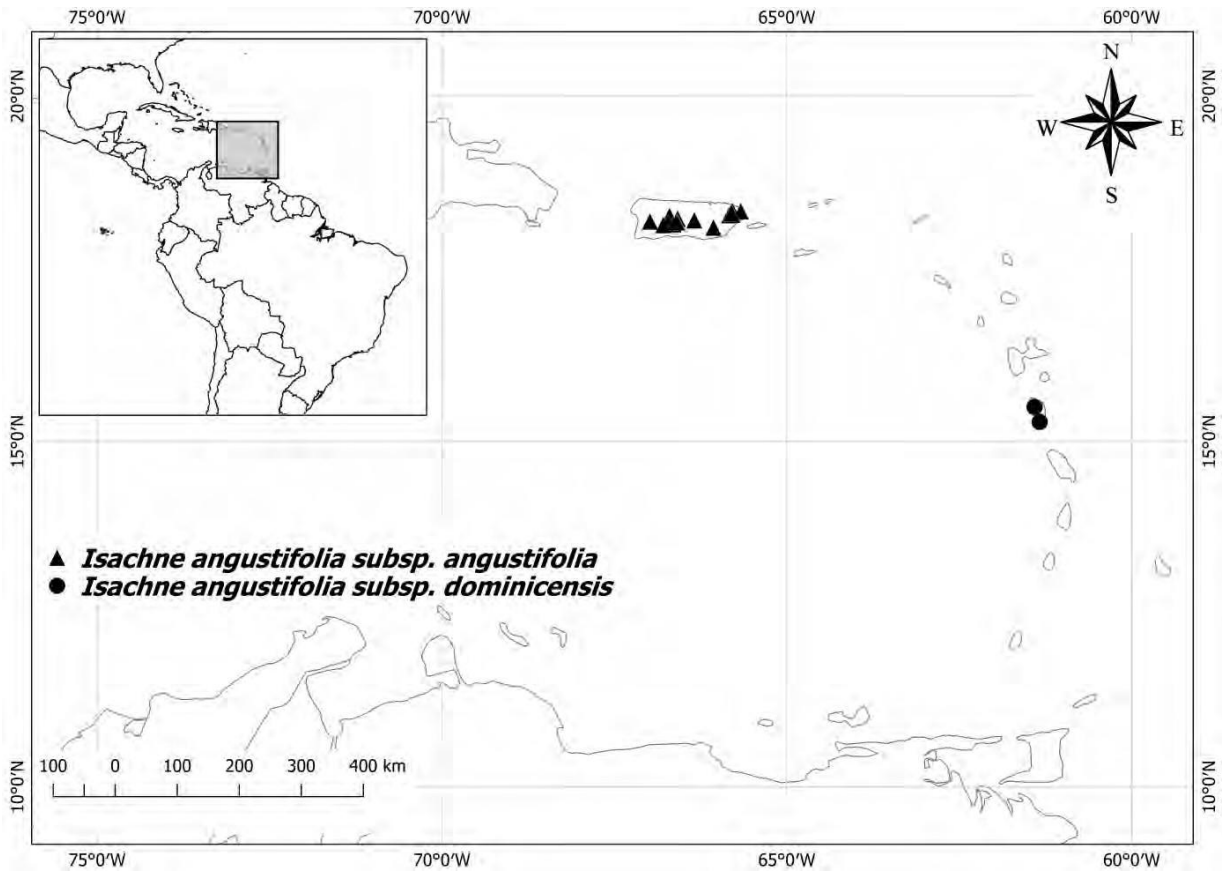 75°0'W 70°0'W 65°0'W 60°0'W
20°0'N 20°0'N
N
W E
S
15°0'N 15°0'N
Isachne angustifolia subsp. angustifolia
Isachne angustifolia subsp. dominicensis
100 0 100 200 300 400 km
10°0'N 10°0'N
75°0'W 70°0'W 65°0'W 60°0'W